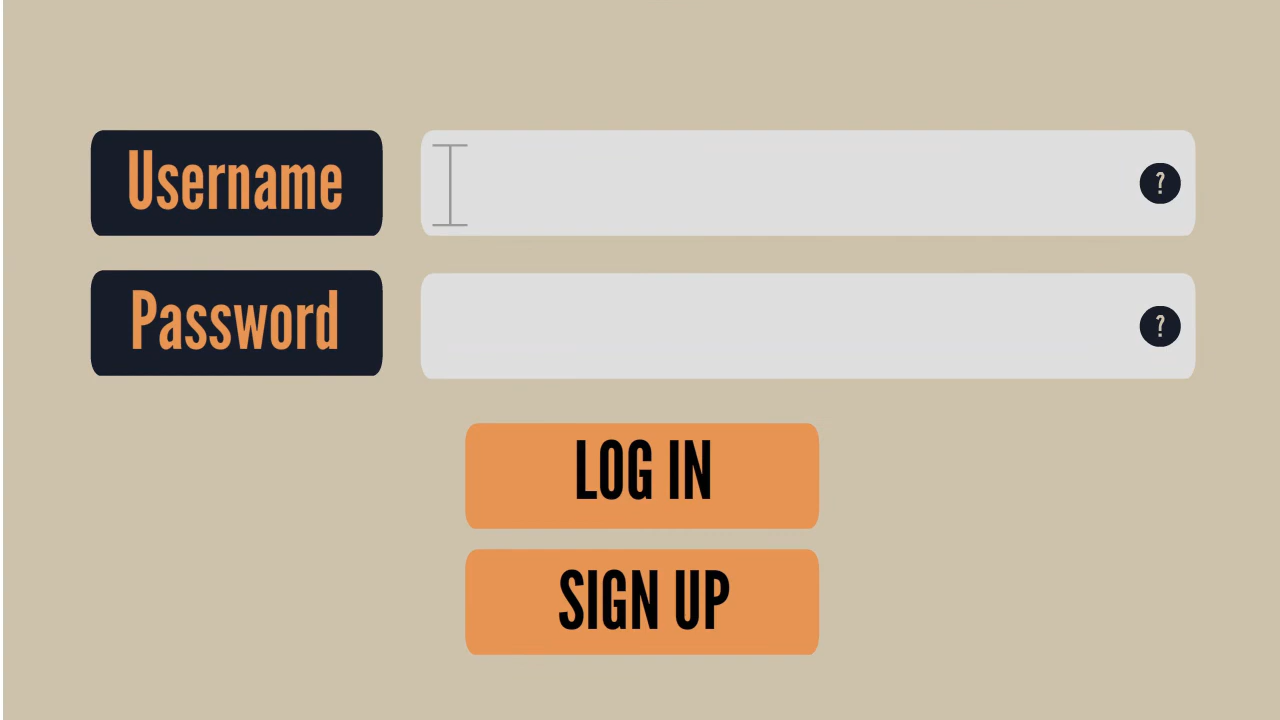 Username
?
Password
?
LOG IN
SIGN UP